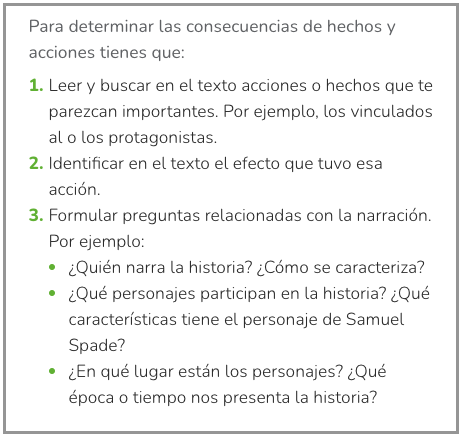 Para determinar las consecuencias de hechos y
acciones tienes que:
1. Leer y buscar en el texto acciones o hechos que te
parezcan importantes. Por ejemplo, los vinculados
al o los protagonistas.
2. Identificar en el texto el efecto que tuvo esa
acción.
3. Formular preguntas relacionadas con la narración.
Por ejemplo:
• ¿Quién narra la historia? ¿Cómo se caracteriza?
• ¿Qué personajes participan en la historia? ¿Qué
características tiene el personaje de Samuel
Spade?
• ¿En qué lugar están los personajes? ¿Qué
época o tiempo nos presenta la historia?